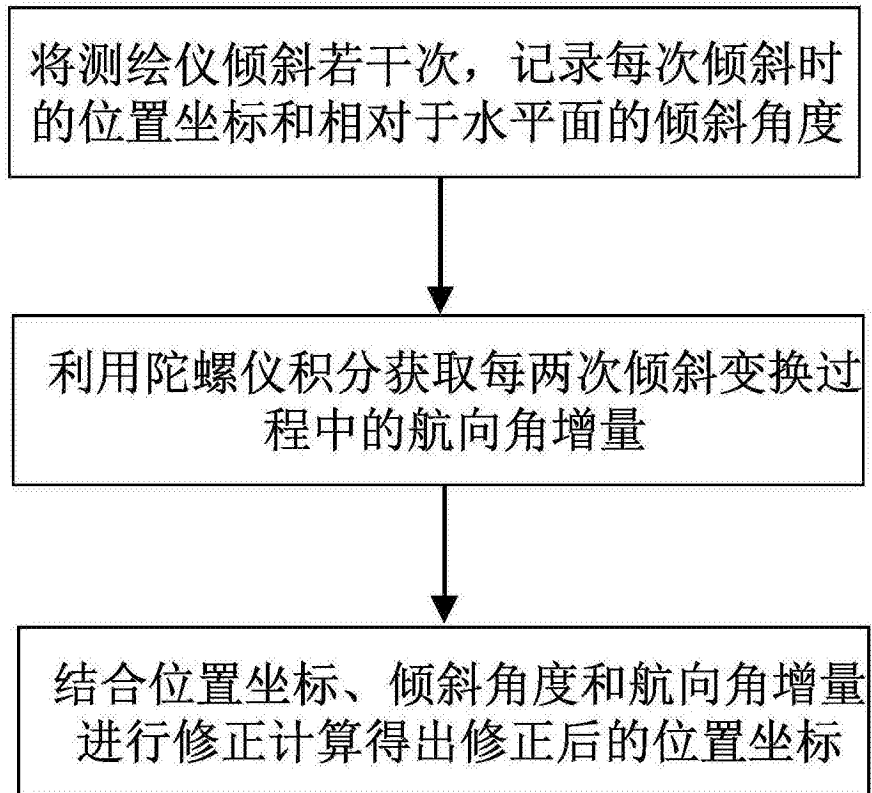 将测绘仪倾斜若干次，记录每次倾斜时
的位置坐标和相对于水平面的倾斜角度
利用陀螺仪积分获取每两次倾斜变换过
程中的航向角增量
结合位置坐标、倾斜角度和航向角增量
进行修正计算得出修正后的位置坐标